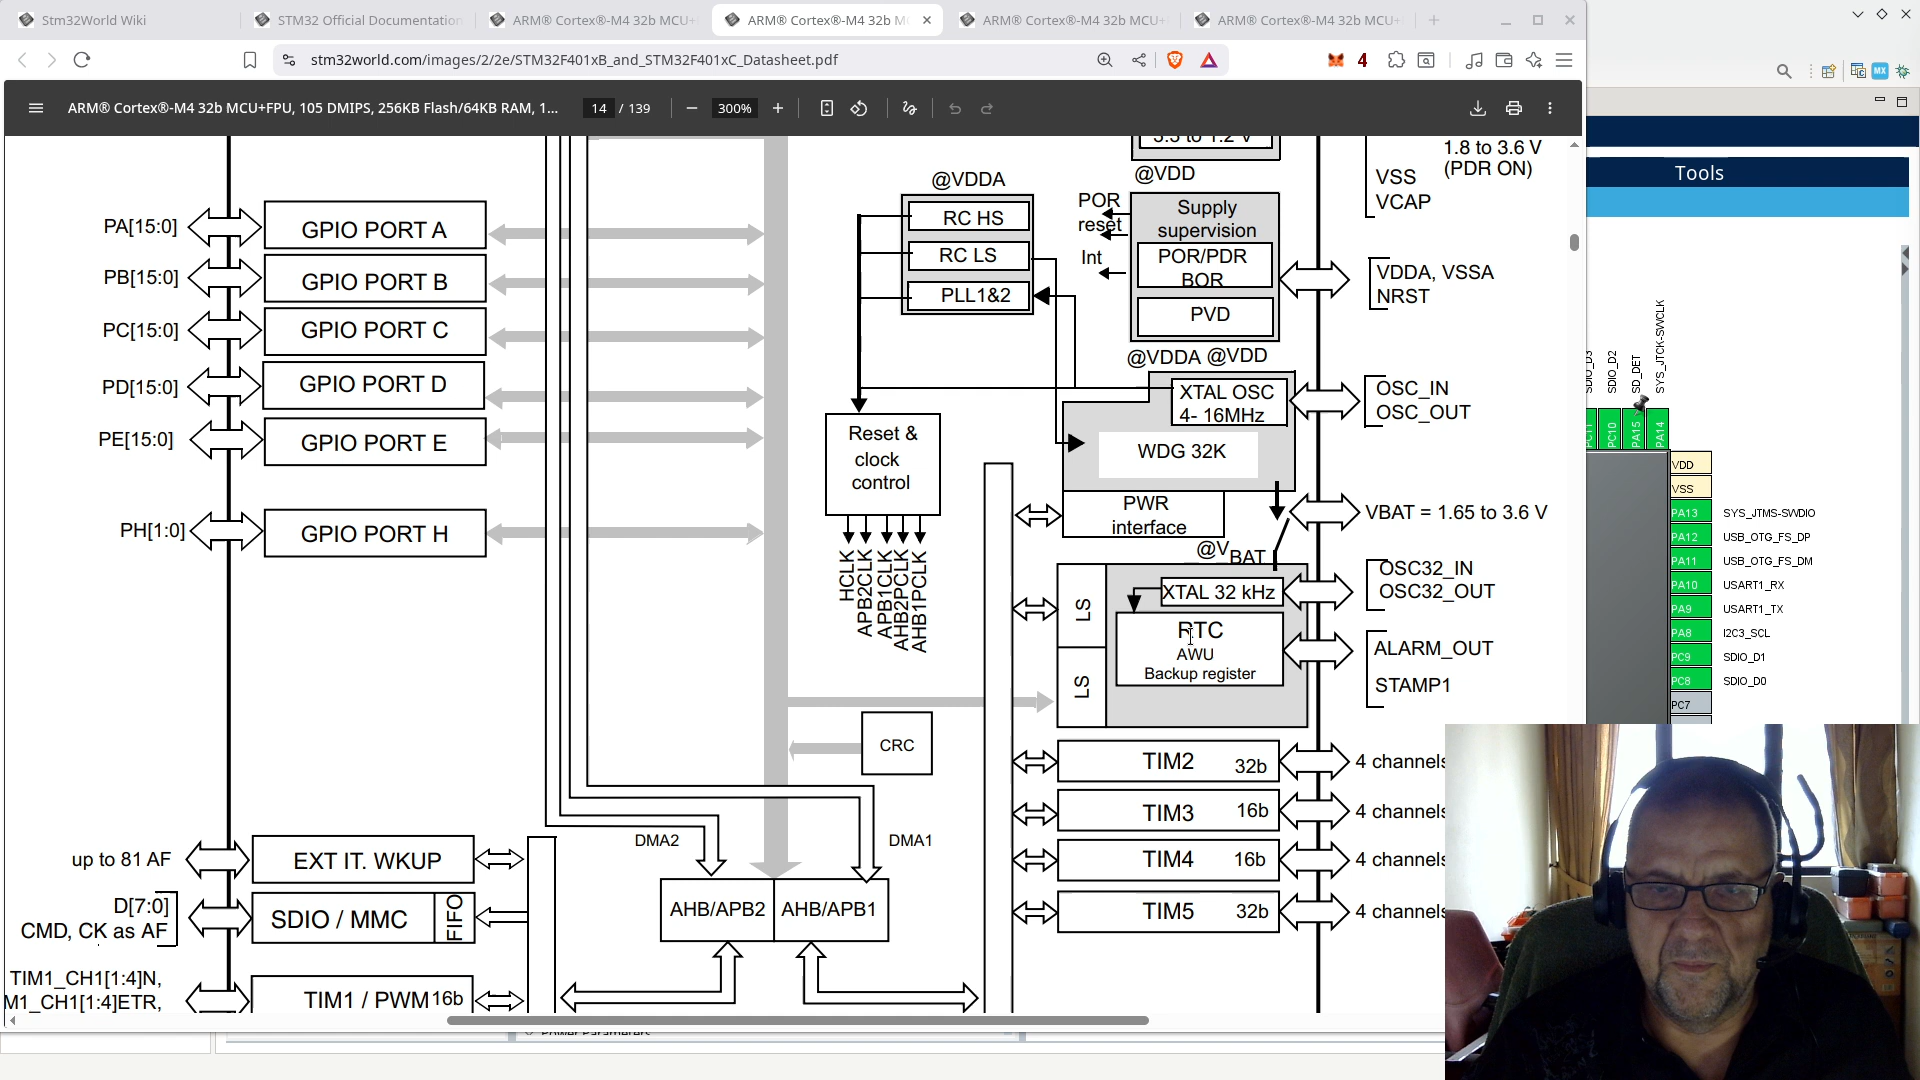 Stm32World Wiki
STM32 Official Documentation
ARM® Cortex®-M4 32b MCU+
ARM® Cortex®-M4 32b M
ARM® Cortex®-M4 32b MCU+
ARM® Cortex®-M4 32b MCU+
stm32world.com/images/2/2e/STM32F401xB_and_STM32F401xC_Datasheet.pdf
4
MX
ARM® Cortex®-M4 32b MCU+FPU, 105 DMIPS, 256KB Flash/64KB RAM, 1...
14 / 139
300%
Tools
3.3 to 1.2 V
@VDD
1.8 to 3.6 V
(PDR ON)
VSS
VCAP
@VDDA
RC HS
RC LS
PLL1&2
POR
reset
Int
Supply
supervision
POR/PDR
BOR
PVD
VDDA, VSSA
NRST
@VDDA @VDD
XTAL OSC
4- 16MHz
OSC_IN
OSC_OUT
WDG 32K
PWR
interface
VBAT = 1.65 to 3.6 V
@VBAT
OSC32_IN
OSC32_OUT
XTAL 32 kHz
LS
LS
RTC
AWU
Backup register
ALARM_OUT
STAMP1
PA[15:0]
GPIO PORT A
PB[15:0]
GPIO PORT B
PC[15:0]
GPIO PORT C
PD[15:0]
GPIO PORT D
PE[15:0]
GPIO PORT E
PH[1:0]
GPIO PORT H
Reset &
clock
control
HCLK
APB2CLK
APB1CLK
AHB2PCLK
AHB1PCLK
CRC
TIM2 32b
4 channels
TIM3 16b
4 channels
TIM4 16b
4 channels
TIM5 32b
4 channels
DMA2
DMA1
AHB/APB2
AHB/APB1
up to 81 AF
EXT IT. WKUP
D[7:0]
CMD, CK as AF
SDIO / MMC
FIFO
TIM1_CH1[1:4]N,
M1_CH1[1:4]ETR,
TIM1 / PWM 16b
SDIO_D3
SDIO_D2
SD_DET
SYS_JTCK-SWCLK
PC11
PC10
PA15
PA14
VDD
VSS
PA13 SYS_JTMS-SWDIO
PA12 USB_OTG_FS_DP
PA11 USB_OTG_FS_DM
PA10 USART1_RX
PA9 USART1_TX
PA8 I2C3_SCL
PC9 SDIO_D1
PC8 SDIO_D0
PC7
Power Parameters